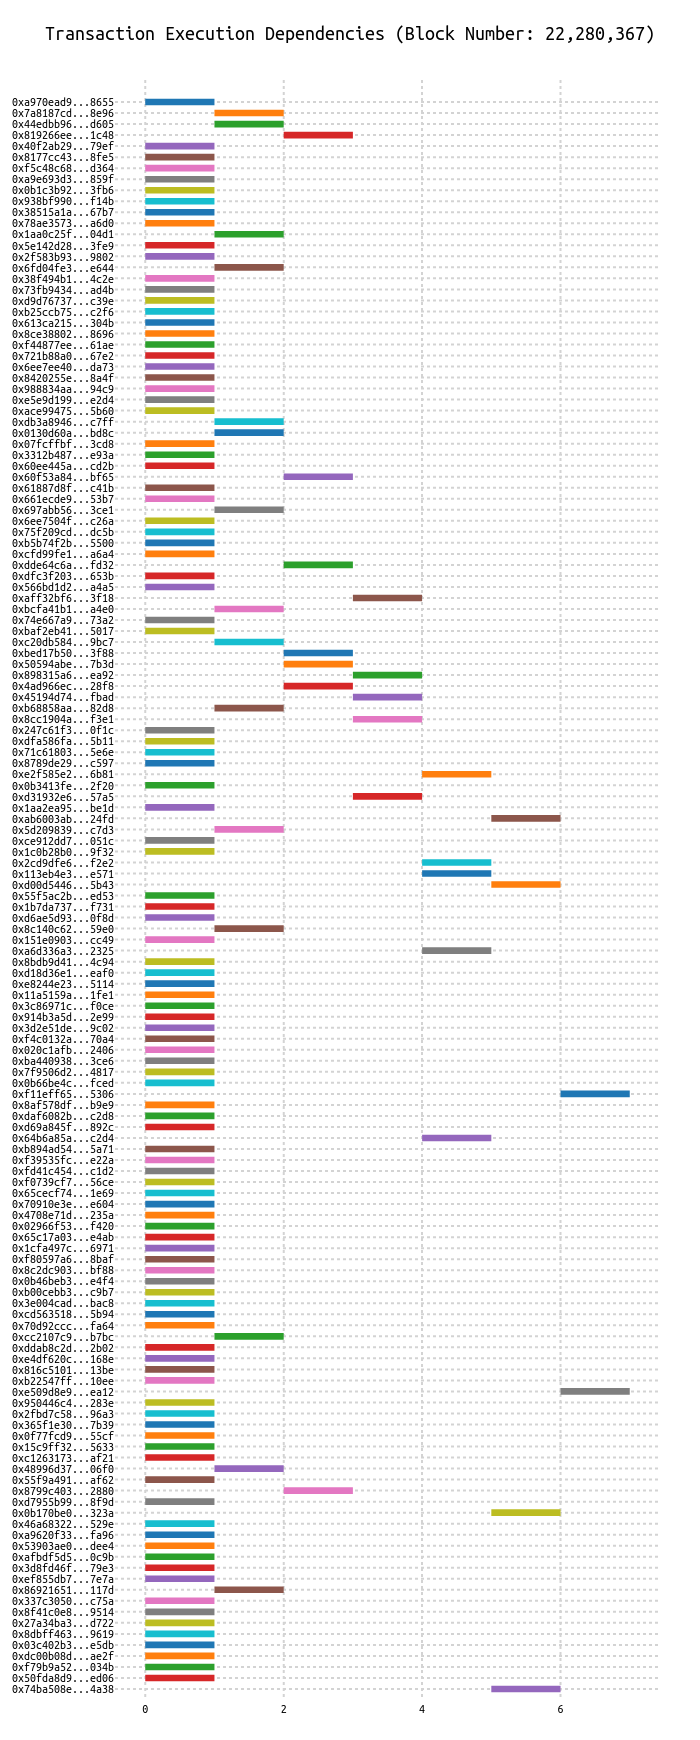 Transaction Execution Dependencies (Block Number: 22,280,367)
0xa970ead9...8655
0x7a8187cd...8e96
0x44edbb96...d605
0x819266ee...1c48
0x40f2ab29...79ef
0x8177cc43...8fe5
0xf5c48c68...d364
0xa9e693d3...859f
0x0b1c3b92...3fb6
0x938bf990...f14b
0x38515a1a...67b7
0x78ae3573...a6d0
0x1aa0c25f...04d1
0x5e142d28...3fe9
0x2f583b93...9802
0x6fd04fe3...e644
0x38f494b1...4c2e
0x73fb9434...ad4b
0xd9d76737...c39e
0xb25ccb75...c2f6
0x613ca215...304b
0x8ce38802...8696
0xf44877ee...61ae
0x721b88a0...67e2
0x6ee7ee40...da73
0x8420255e...8a4f
0x988834aa...94c9
0xe5e9d199...e2d4
0xace99475...5b60
0xdb3a8946...c7ff
0x0130d60a...bd8c
0x07fcffbf...3cd8
0x3312b487...e93a
0x60ee445a...cd2b
0x60f53a84...bf65
0x61887d8f...c41b
0x661ecde9...53b7
0x697abb56...3ce1
0x6ee7504f...c26a
0x75f209cd...dc5b
0xb5b74f2b...5500
0xcfd99fe1...a6a4
0xdde64c6a...fd32
0xdfc3f203...653b
0x566bd1d2...a4a5
0xaff32bf6...3f18
0xbcfa41b1...a4e0
0x74e667a9...73a2
0xbaf2eb41...5017
0xc20db584...9bc7
0xbed17b50...3f88
0x50594abe...7b3d
0x898315a6...ea92
0x4ad966ec...28f8
0x45194d74...fbad
0xb68858aa...82d8
0x8cc1904a...f3e1
0x247c61f3...0f1c
0xdfa586fa...5b11
0x71c61803...5e6e
0x8789de29...c597
0xe2f585e2...6b81
0x0b3413fe...2f20
0xd31932e6...57a5
0x1aa2ea95...be1d
0xab6003ab...24fd
0x5d209839...c7d3
0xce912dd7...051c
0x1c0b28b0...9f32
0x2cd9dfe6...f2e2
0x113eb4e3...e571
0xd00d5446...5b43
0x55f5ac2b...ed53
0x1b7da737...f731
0xd6ae5d93...0f8d
0x8c140c62...59e0
0x151e0903...cc49
0xa6d336a3...2325
0x8bdb9d41...4c94
0xd18d36e1...eaf0
0xe8244e23...5114
0x11a5159a...1fe1
0x3c86971c...f0ce
0x914b3a5d...2e99
0x3d2e51de...9c02
0xf4c0132a...70a4
0x020c1afb...2406
0xba440938...3ce6
0x7f9506d2...4817
0x0b66be4c...fced
0xf11eff65...5306
0x8af578df...b9e9
0xdaf6082b...c2d8
0xd69a845f...892c
0x64b6a85a...c2d4
0xb894ad54...5a71
0xf39535fc...e22a
0xfd41c454...c1d2
0xf0739cf7...56ce
0x65cecf74...1e69
0x70910e3e...e604
0x4708e71d...235a
0x02966f53...f420
0x65c17a03...e4ab
0x1cfa497c...6971
0xf80597a6...8baf
0x8c2dc903...bf88
0x0b46beb3...e4f4
0xb00cebb3...c9b7
0x3e004cad...bac8
0xcd563518...5b94
0x70d92ccc...fa64
0xcc2107c9...b7bc
0xddab8c2d...2b02
0xe4df620c...168e
0x816c5101...13be
0xb22547ff...10ee
0xe509d8e9...ea12
0x950446c4...283e
0x2fbd7c58...96a3
0x365f1e30...7b39
0x0f77fcd9...55cf
0x15c9ff32...5633
0xc1263173...af21
0x48996d37...06f0
0x55f9a491...af62
0x8799c403...2880
0xd7955b99...8f9d
0x0b170be0...323a
0x46a68322...529e
0xa9620f33...fa96
0x53903ae0...dee4
0xafbdf5d5...0c9b
0x3d8fd46f...79e3
0xef855db7...7e7a
0x86921651...117d
0x337c3050...c75a
0x8f41c0e8...9514
0x27a34ba3...d722
0x8dbff463...9619
0x03c402b3...e5db
0xdc00b08d...ae2f
0xf79b9a52...034b
0x50fda8d9...ed06
0x74ba508e...4a38
0 2 4 6